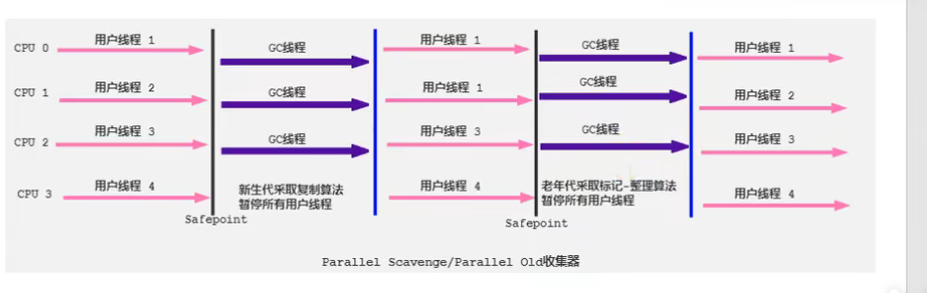 用户线程 1
GC线程
用户线程 1
GC线程
用户线程 1
CPU 0
用户线程 2
GC线程
用户线程 1
GC线程
用户线程 2
CPU 1
用户线程 3
GC线程
用户线程 3
GC线程
用户线程 3
CPU 2
用户线程 4
新生代采取复制算法
暂停所有用户线程
用户线程 4
老年代采取标记-整理算法
暂停所有用户线程
用户线程 4
CPU 3
Safepoint
Safepoint
Parallel Scavenge/Parallel Old收集器